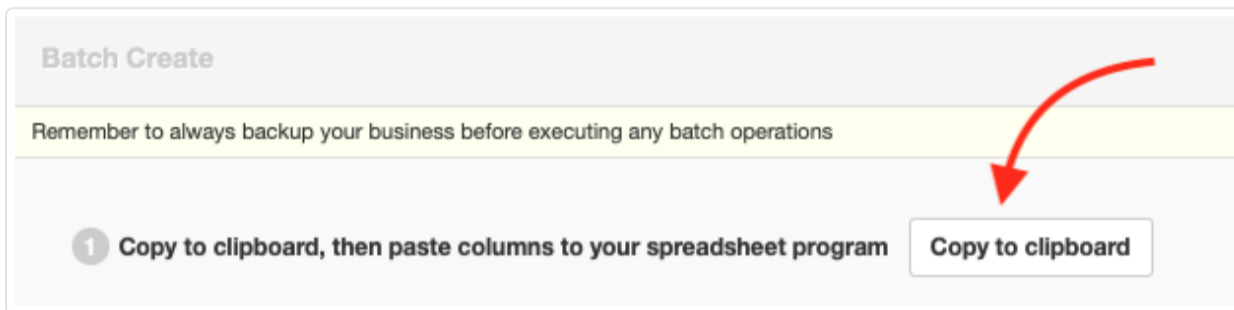 Batch Create
Remember to always backup your business before executing any batch operations
1 Copy to clipboard, then paste columns to your spreadsheet program Copy to clipboard